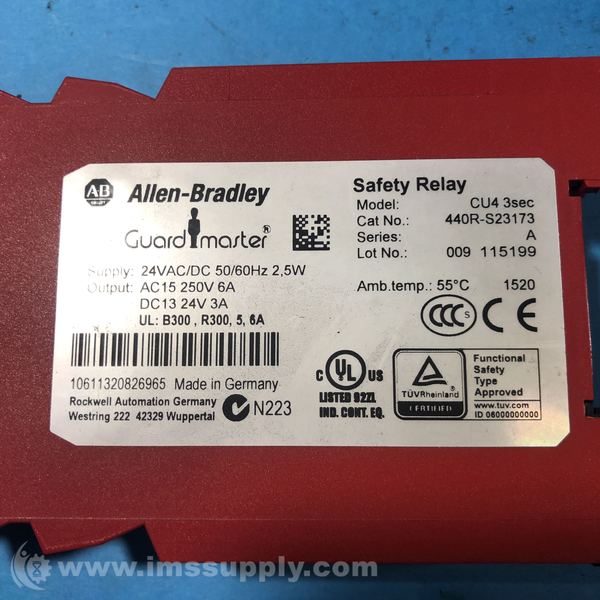 AB
Allen-Bradley
Guardmaster®
Supply: 24VAC/DC 50/60Hz 2,5W
Output: AC15 250V 6A
DC13 24V 3A
UL: B300 , R300, 5, 6A
10611320826965 Made in Germany
Rockwell Automation Germany
Westring 222 42329 Wuppertal
N223
Safety Relay
Model: CU4 3sec
Cat No.: 440R-S23173
Series: A
Lot No.: 009 115199
Amb.temp.: 55°C 1520
CCC S CE
C UL US
LISTED 92ZL
IND. CONT. EQ.
TÜVRheinland
CERTIFIED
Functional
Safety
Type
Approved
www.tuv.com
ID 06000000000
www.imssupply.com